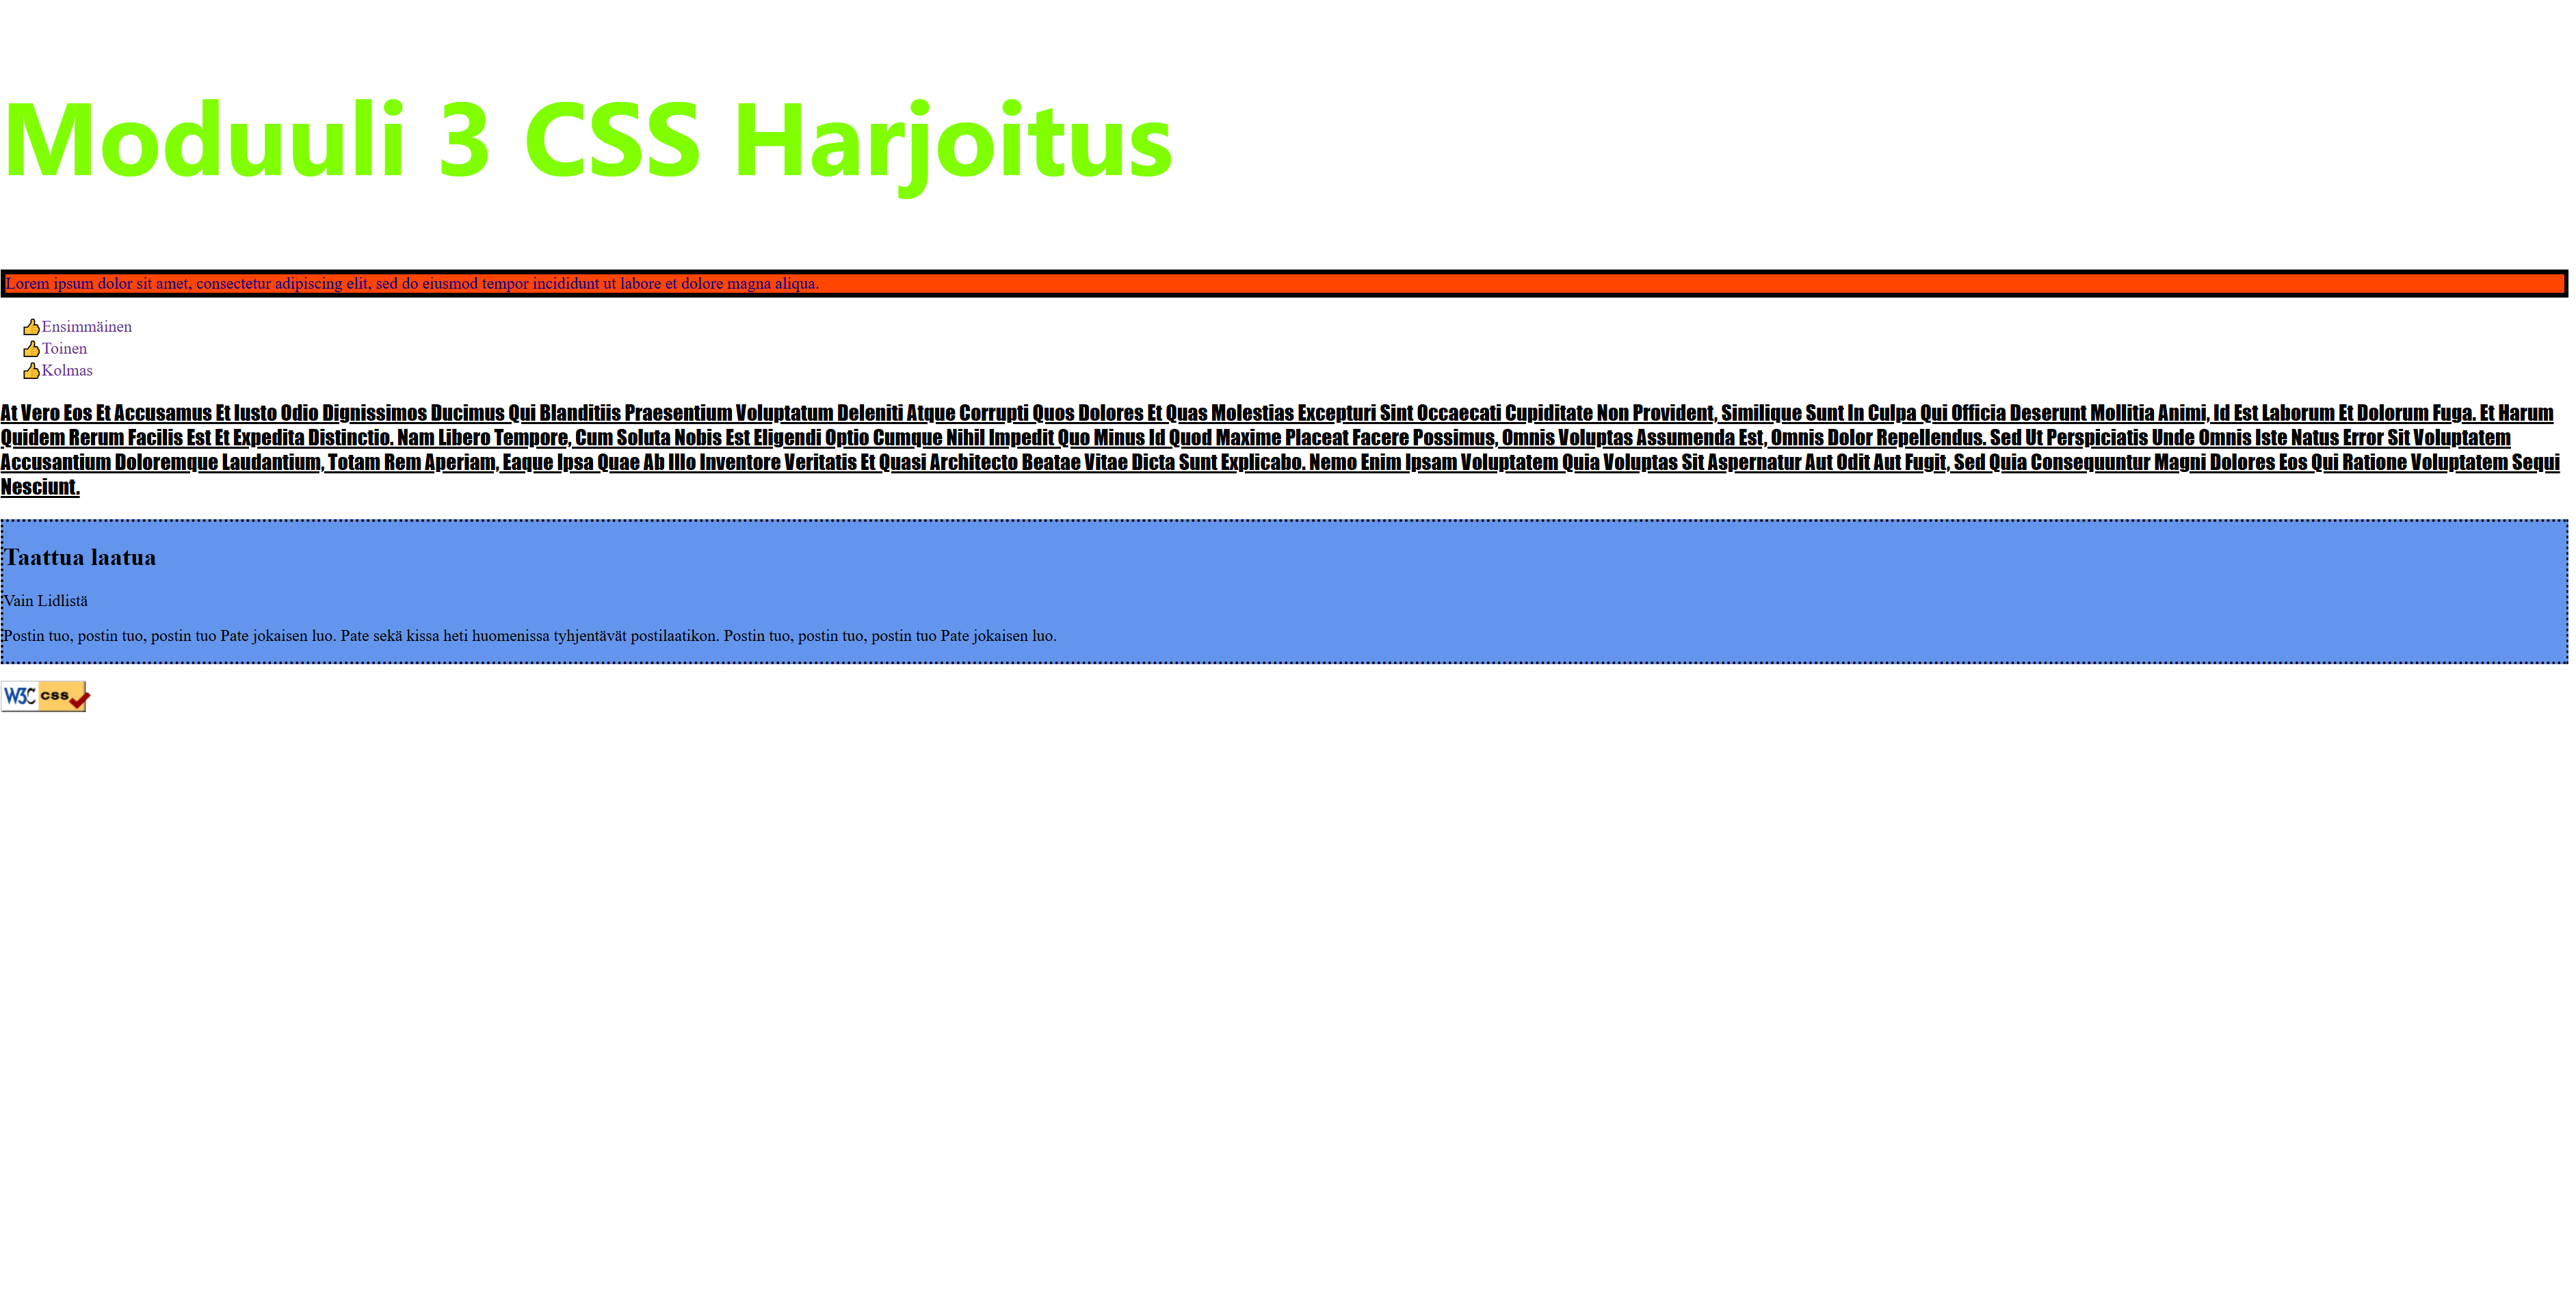 Moduuli 3 CSS Harjoitus
Lorem ipsum dolor sit amet, consectetur adipiscing elit, sed do eiusmod tempor incididunt ut labore et dolore magna aliqua.
Ensimmäinen
Toinen
Kolmas
At Vero Eos Et Accusamus Et Iusto Odio Dignissimos Ducimus Qui Blanditiis Praesentium Voluptatum Deleniti Atque Corrupti Quos Dolores Et Quas Molestias Excepturi Sint Occaecati Cupiditate Non Provident, Similique Sunt In Culpa Qui Officia Deserunt Mollitia Animi, Id Est Laborum Et Dolorum Fuga. Et Harum
Quidem Rerum Facilis Est Et Expedita Distinctio. Nam Libero Tempore, Cum Soluta Nobis Est Eligendi Optio Cumque Nihil Impedit Quo Minus Id Quod Maxime Placeat Facere Possimus, Omnis Voluptas Assumenda Est, Omnis Dolor Repellendus. Sed Ut Perspiciatis Unde Omnis Iste Natus Error Sit Voluptatem
Accusantium Doloremque Laudantium, Totam Rem Aperiam, Eaque Ipsa Quae Ab Illo Inventore Veritatis Et Quasi Architecto Beatae Vitae Dicta Sunt Explicabo. Nemo Enim Ipsam Voluptatem Quia Voluptas Sit Aspernatur Aut Odit Aut Fugit, Sed Quia Consequuntur Magni Dolores Eos Qui Ratione Voluptatem Sequi
Nesciunt.
Taattua laatua
Vain Lidlistä
Postin tuo, postin tuo, postin tuo Pate jokaisen luo. Pate sekä kissa heti huomenissa tyhjentävät postilaatikon. Postin tuo, postin tuo, postin tuo Pate jokaisen luo.
W3C css